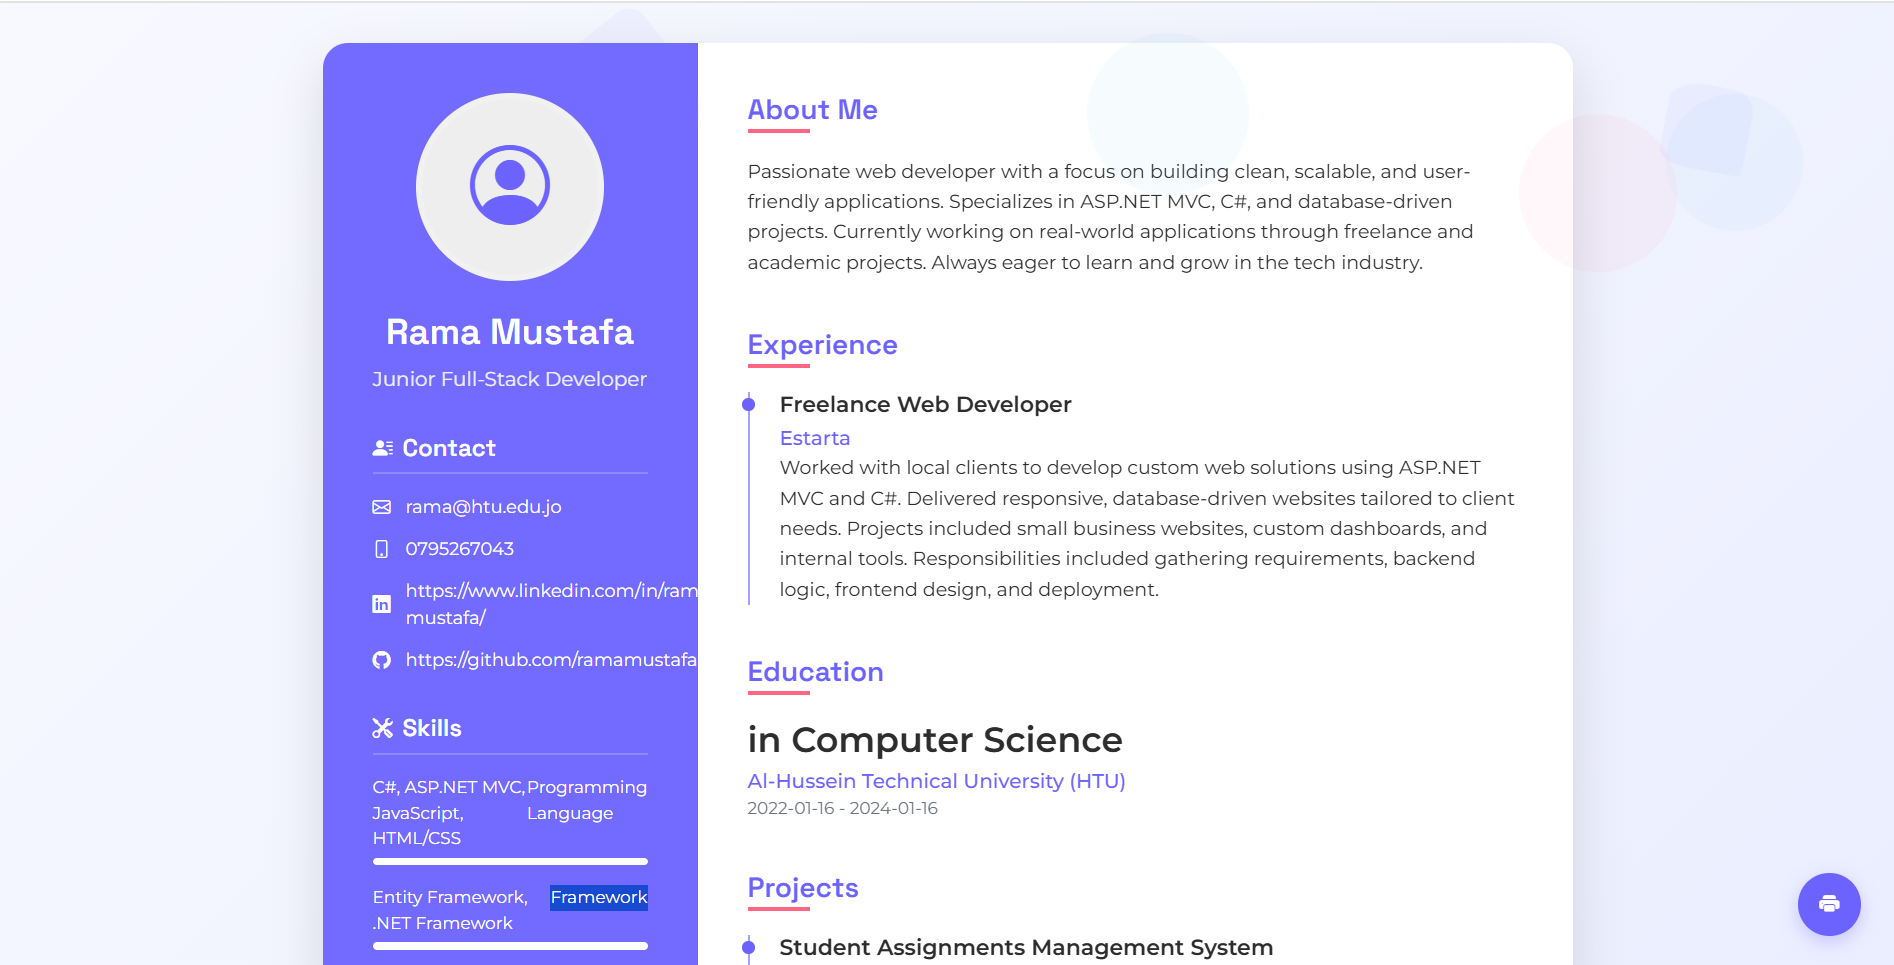 Rama Mustafa
Junior Full-Stack Developer
Contact
rama@htu.edu.jo
0795267043
https://www.linkedin.com/in/ram
mustafa/
https://github.com/ramamustafa
Skills
C#, ASP.NET MVC, Programming
JavaScript, Language
HTML/CSS
Entity Framework, Framework
.NET Framework
About Me
Passionate web developer with a focus on building clean, scalable, and user-
friendly applications. Specializes in ASP.NET MVC, C#, and database-driven
projects. Currently working on real-world applications through freelance and
academic projects. Always eager to learn and grow in the tech industry.
Experience
Freelance Web Developer
Estarta
Worked with local clients to develop custom web solutions using ASP.NET
MVC and C#. Delivered responsive, database-driven websites tailored to client
needs. Projects included small business websites, custom dashboards, and
internal tools. Responsibilities included gathering requirements, backend
logic, frontend design, and deployment.
Education
in Computer Science
Al-Hussein Technical University (HTU)
2022-01-16 - 2024-01-16
Projects
Student Assignments Management System